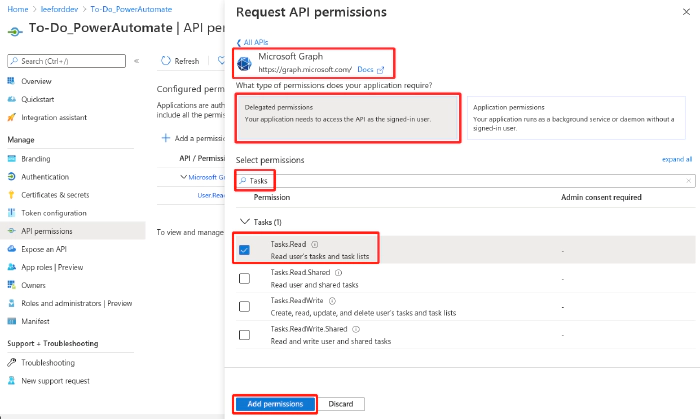 Home > leeforddev > To-Do_PowerAutomate
To-Do_PowerAutomate | API per
Search (Ctrl+/)
«
Refresh
Overview
Quickstart
Integration assistant
Manage
Branding
Authentication
Certificates & secrets
Token configuration
API permissions
Expose an API
App roles | Preview
Owners
Roles and administrators | Preview
Manifest
Support + Troubleshooting
Troubleshooting
New support request
Configured perm
Applications are auth
include all the permis
Add a permissio
API / Permissi
Microsoft Gr
User.Rea
To view and manage
Request API permissions
All APIs
Microsoft Graph
https://graph.microsoft.com/ Docs
What type of permissions does your application require?
Delegated permissions
Your application needs to access the API as the signed-in user.
Application permissions
Your application runs as a background service or daemon without a
signed-in user.
Select permissions
expand all
Tasks
Permission
Admin consent required
Tasks (1)
Tasks.Read
Read user's tasks and task lists
-
Tasks.Read.Shared
Read user and shared tasks
-
Tasks.ReadWrite
Create, read, update, and delete user's tasks and task lists
-
Tasks.ReadWrite.Shared
Read and write user and shared tasks
-
Add permissions
Discard